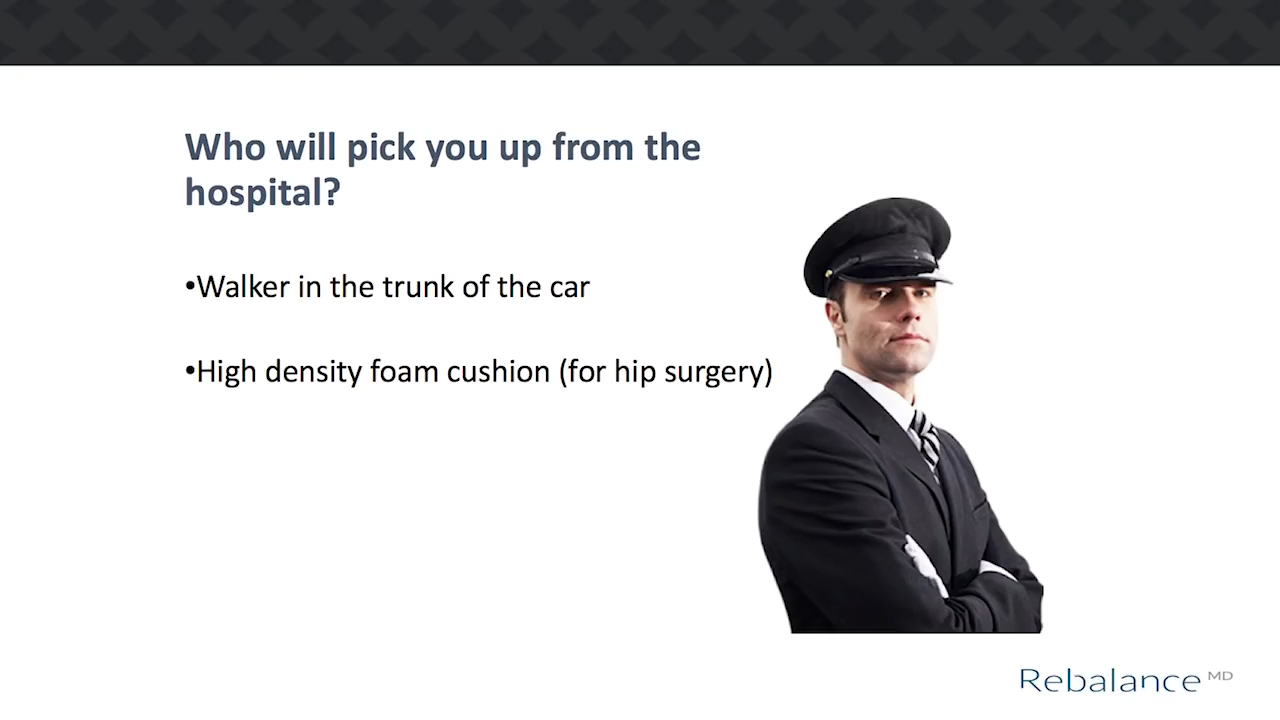 Who will pick you up from the
hospital?
•Walker in the trunk of the car
•High density foam cushion (for hip surgery)
Rebalance MD